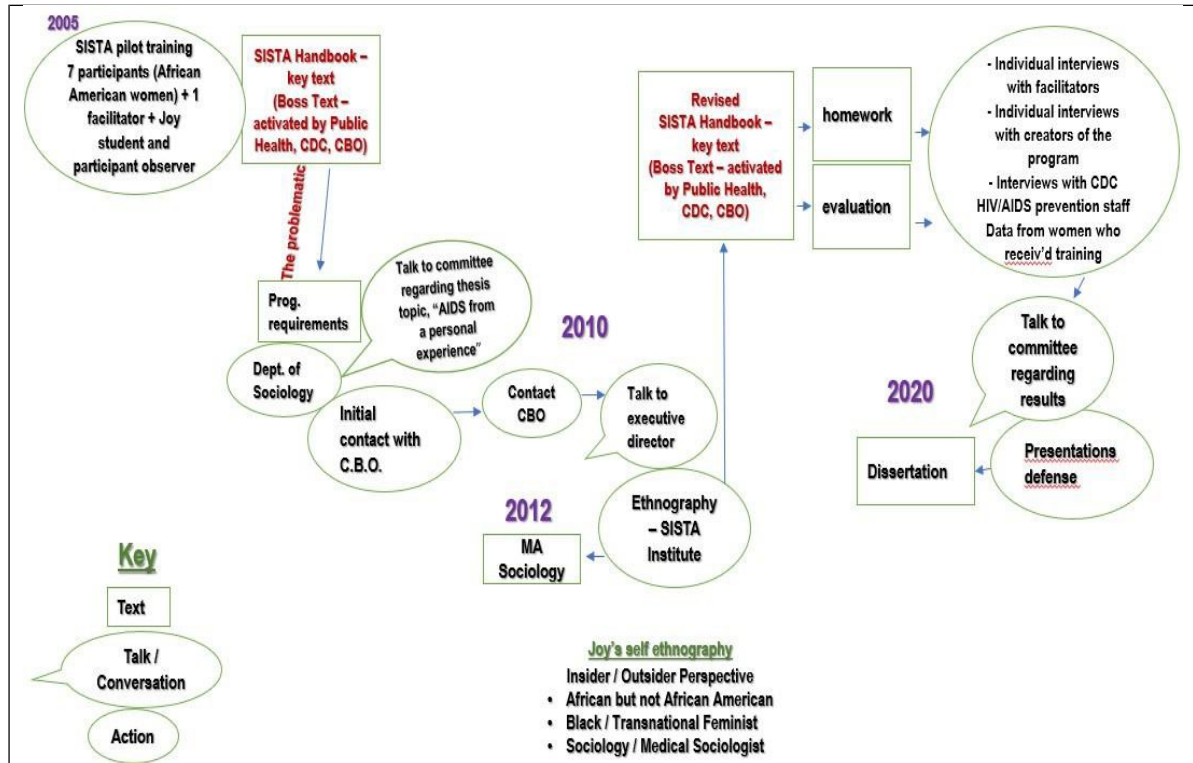 2005
SISTA pilot training
7 participants (African
American women) + 1
facilitator + Joy
student and
participant observer
SISTA Handbook –
key text
(Boss Text –
activated by Public
Health, CDC, CBO)
The problematic
Prog.
requirements
Talk to committee
regarding thesis
topic, “AIDS from
a personal
experience”
Dept. of
Sociology
Initial
contact with
C.B.O.
2010
Contact
CBO
Talk to
executive
director
Ethnography
– SISTA
Institute
2012
MA
Sociology
Revised
SISTA Handbook –
key text
(Boss Text – activated
by Public Health,
CDC, CBO)
homework
evaluation
- Individual interviews
with facilitators
- Individual interviews
with creators of the
program
- Interviews with CDC
HIV/AIDS prevention staff
Data from women who
receiv’d training
Talk to
committee
regarding
results
2020
Presentations
defense
Dissertation
Key
Text
Talk /
Conversation
Action
Joy’s self ethnography
Insider / Outsider Perspective
• African but not African American
• Black / Transnational Feminist
• Sociology / Medical Sociologist